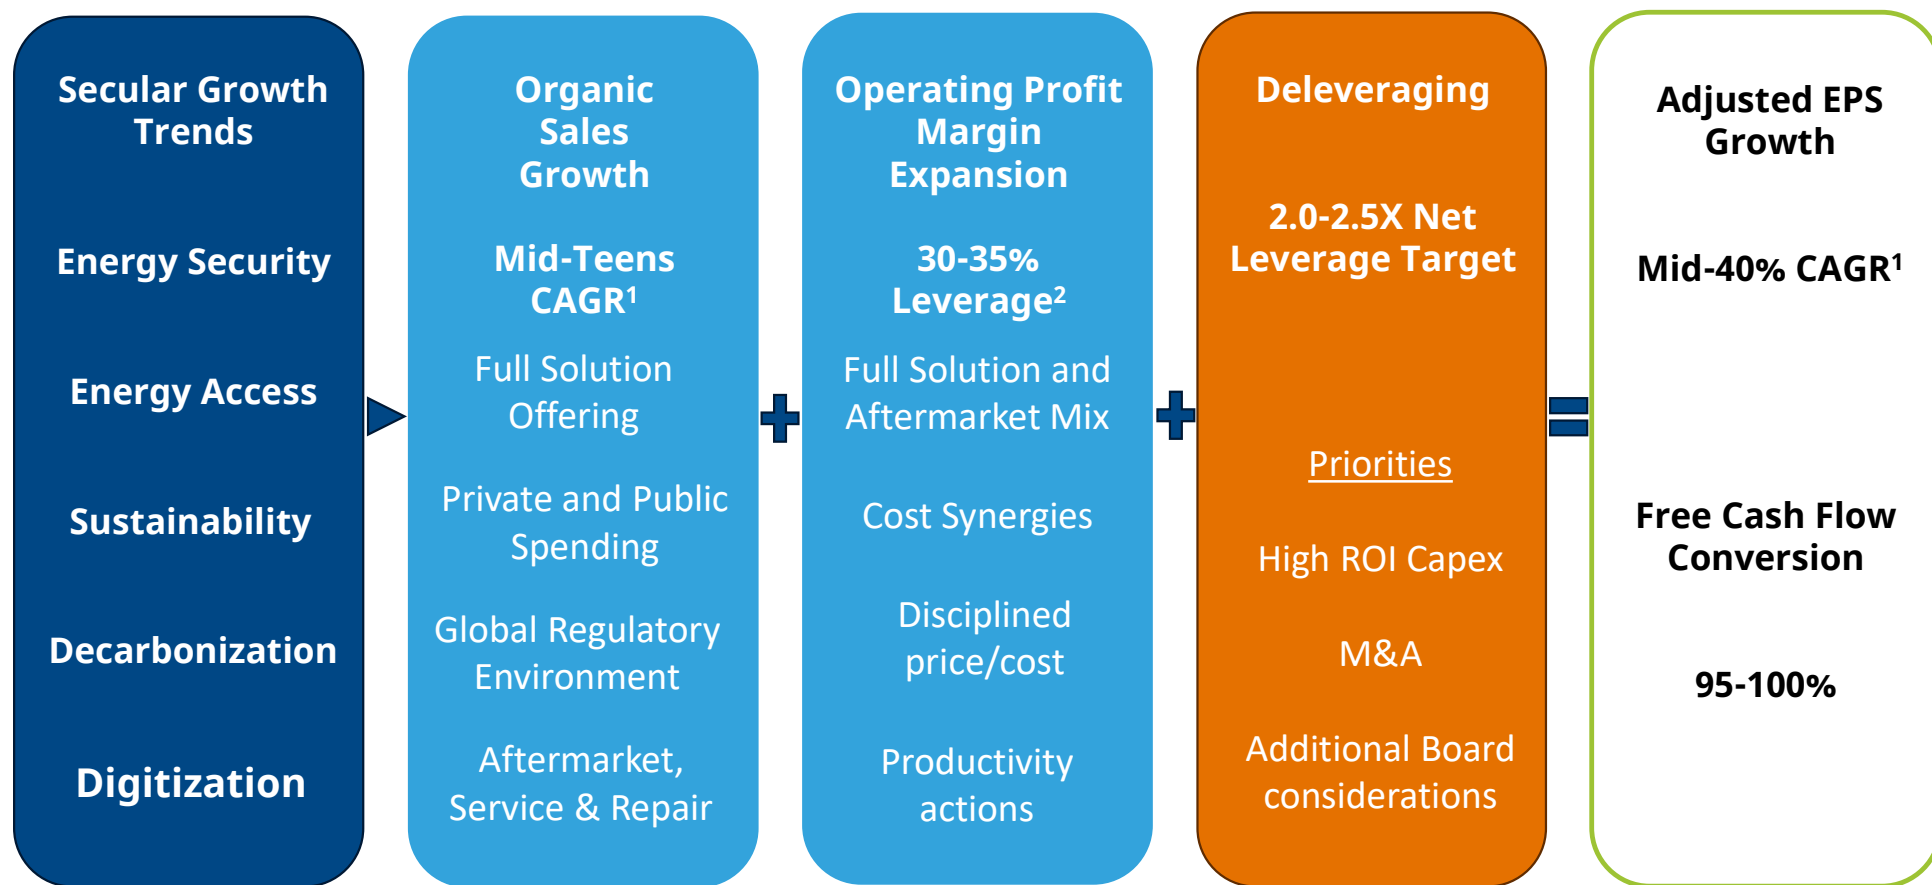 Secular Growth
Trends
Energy Security
Energy Access
Sustainability
Decarbonization
Digitization
Organic
Sales
Growth
Mid-Teens
CAGR¹
Full Solution
Offering
Private and Public
Spending
Global Regulatory
Environment
Aftermarket,
Service & Repair
Operating Profit
Margin
Expansion
30-35%
Leverage²
Full Solution and
Aftermarket Mix
Cost Synergies
Disciplined
price/cost
Productivity
actions
Deleveraging
2.0-2.5X Net
Leverage Target
Priorities
High ROI Capex
M&A
Additional Board
considerations
Adjusted EPS
Growth
Mid-40% CAGR¹
Free Cash Flow
Conversion
95-100%